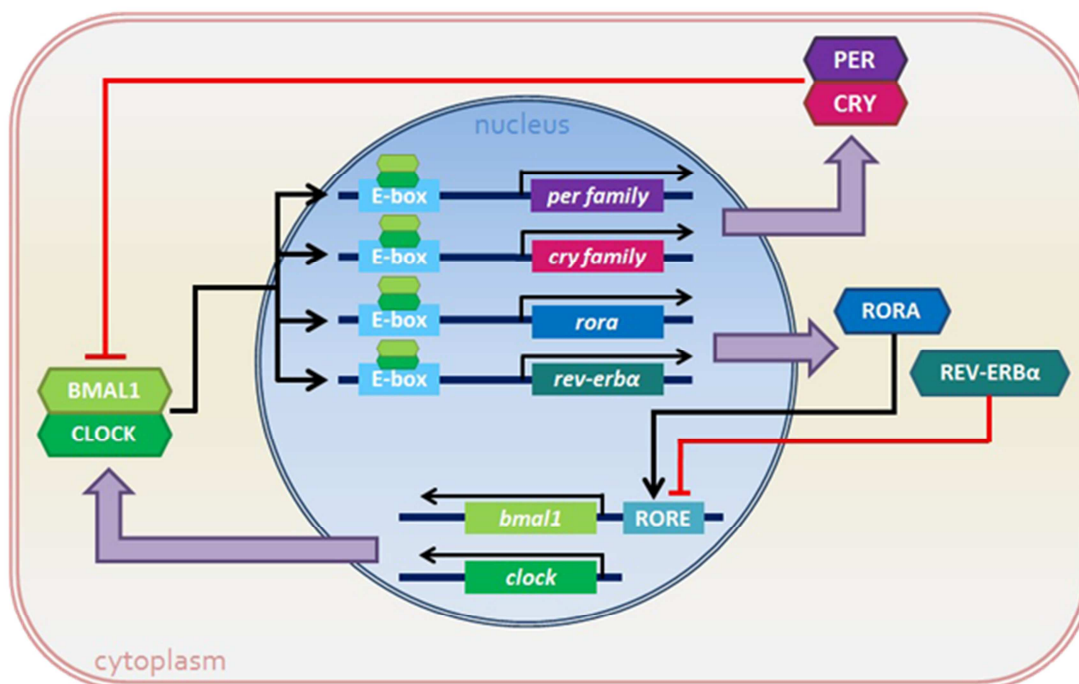 PER
CRY
nucleus
E-box
per family
E-box
cry family
E-box
rora
E-box
rev-erbα
RORA
REV-ERBα
BMAL1
CLOCK
bmal1
RORE
clock
cytoplasm